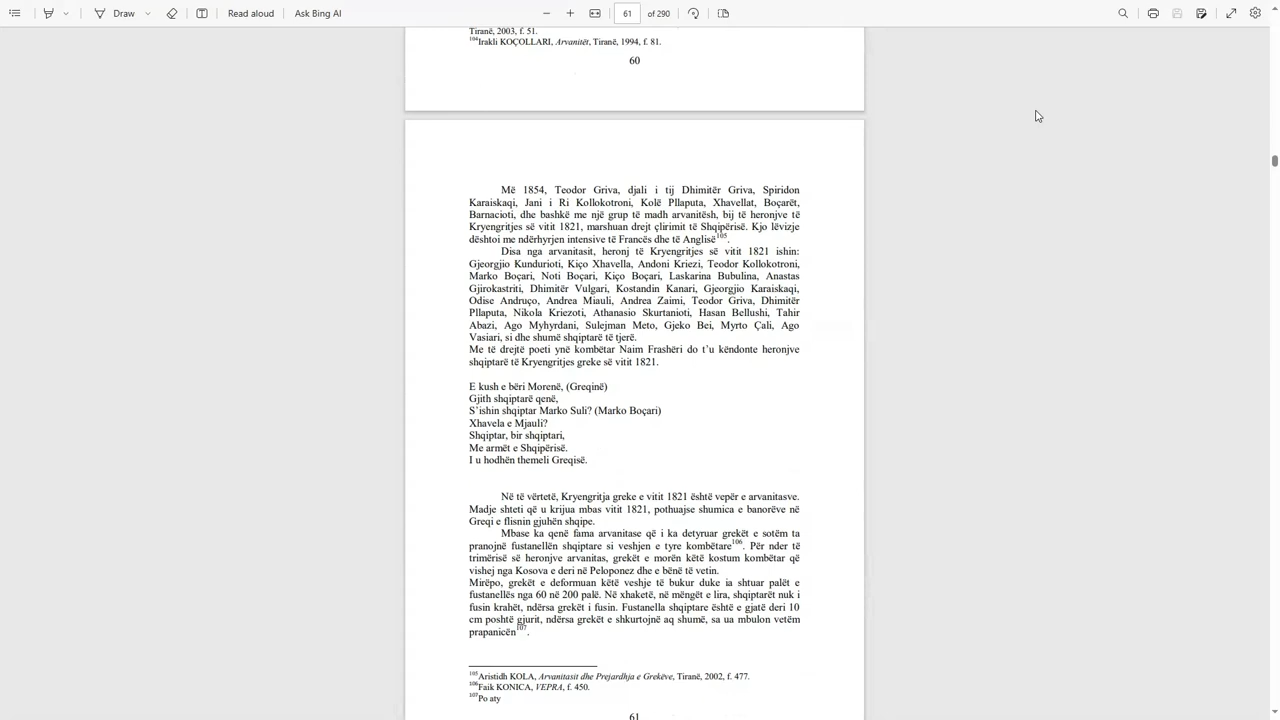 Draw
Read aloud
Ask Bing AI
61 of 290
Tiranë, 2003, f. 51.
104Irakli KOÇOLLARI, Arvanitët, Tiranë, 1994, f. 81.
60
Më 1854, Teodor Griva, djali i tij Dhimitër Griva, Spiridon
Karaiskaqi, Jani i Ri Kollokotroni, Kolë Pllaputa, Xhavellat, Boçarët,
Barnacioti, dhe bashkë me një grup të madh arvanitësh, bij të heronjve të
Kryengritjes së vitit 1821, marshuan drejt çlirimit të Shqipërisë. Kjo lëvizje
dështoi me ndërhyrjen intensive të Francës dhe të Anglisë105.
Disa nga arvanitasit, heronj të Kryengritjes së vitit 1821 ishin:
Gjeorgjio Kundurioti, Kiço Xhavella, Andoni Kriezi, Teodor Kollokotroni,
Marko Boçari, Noti Boçari, Kiço Boçari, Laskarina Bubulina, Anastas
Gjirokastriti, Dhimitër Vulgari, Kostandin Kanari, Gjeorgjio Karaiskaqi,
Odise Andruço, Andrea Miauli, Andrea Zaimi, Teodor Griva, Dhimitër
Pllaputa, Nikola Kriezoti, Athanasio Skurtanioti, Hasan Bellushi, Tahir
Abazi, Ago Myhyrdani, Sulejman Meto, Gjeko Bei, Myrto Çali, Ago
Vasiari, si dhe shumë shqiptarë të tjerë.
Me të drejtë poeti ynë kombëtar Naim Frashëri do t'u këndonte heronjve
shqiptarë të Kryengritjes greke së vitit 1821.
E kush e bëri Morenë, (Greqinë)
Gjith shqiptarë qenë,
S'ishin shqiptar Marko Suli? (Marko Boçari)
Xhavela e Mjauli?
Shqiptar, bir shqiptari,
Me armët e Shqipërisë.
I u hodhën themeli Greqisë.
Në të vërtetë, Kryengritja greke e vitit 1821 është vepër e arvanitasve.
Madje shteti që u krijua mbas vitit 1821, pothuajse shumica e banorëve në
Greqi e flisnin gjuhën shqipe.
Mbase ka qenë fama arvanitase që i ka detyruar grekët e sotëm ta
pranojnë fustanellën shqiptare si veshjen e tyre kombëtare106. Për nder të
trimërisë së heronjve arvanitas, grekët e morën këtë kostum kombëtar që
vishej nga Kosova e deri në Peloponez dhe e bënë të vetin.
Mirëpo, grekët e deformuan këtë veshje të bukur duke ia shtuar palët e
fustanellës nga 60 në 200 palë. Në xhaketë, në mëngët e lira, shqiptarët nuk i
fusin krahët, ndërsa grekët i fusin. Fustanella shqiptare është e gjatë deri 10
cm poshtë gjurit, ndërsa grekët e shkurtojnë aq shumë, sa ua mbulon vetëm
prapanicën107.
105Aristidh KOLA, Arvanitasit dhe Prejardhja e Grekëve, Tiranë, 2002, f. 477.
106Faik KONICA, VEPRA, f. 450.
107Po aty
61